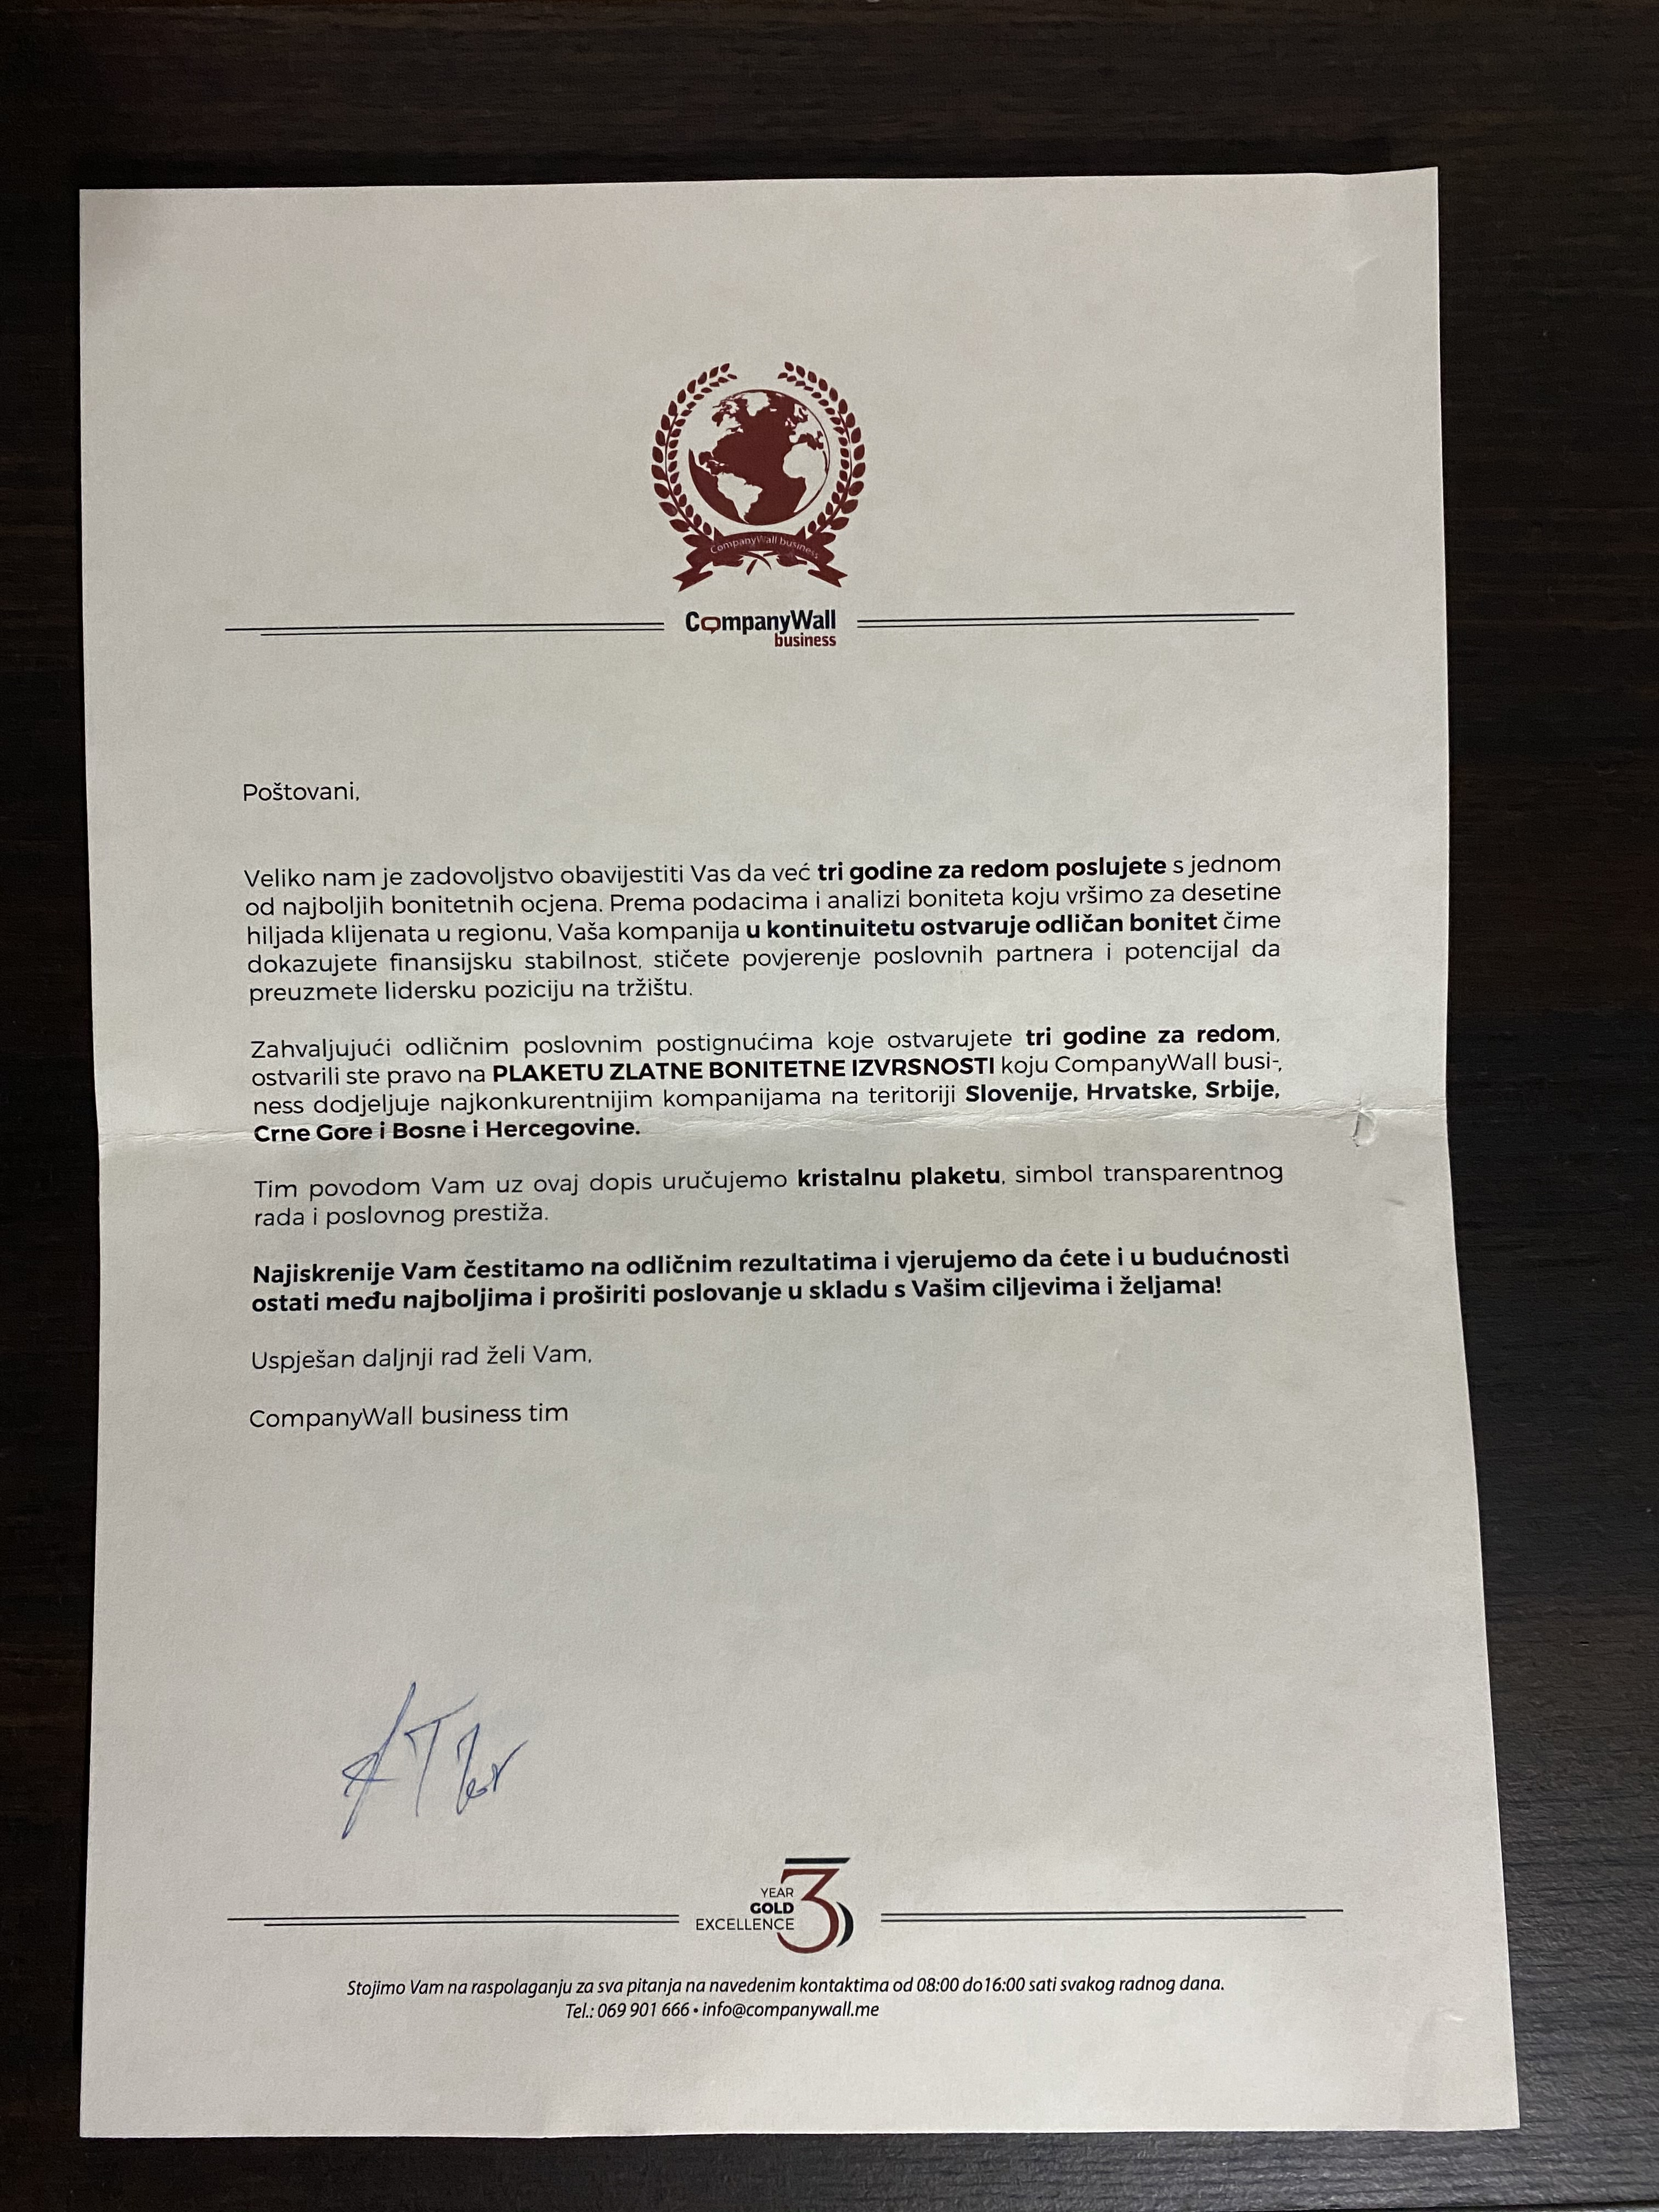 CompanyWall business
CompanyWall
business
Poštovani,
Veliko nam je zadovoljstvo obavijestiti Vas da već tri godine za redom poslujete s jednom
od najboljih bonitetnih ocjena. Prema podacima i analizi boniteta koju vršimo za desetine
hiljada klijenata u regionu, Vaša kompanija u kontinuitetu ostvaruje odličan bonitet čime
dokazujete finansijsku stabilnost, stičete povjerenje poslovnih partnera i potencijal da
preuzmete lidersku poziciju na tržištu.
Zahvaljujući odličnim poslovnim postignućima koje ostvarujete tri godine za redom,
ostvarili ste pravo na PLAKETU ZLATNE BONITETNE IZVRSNOSTI koju CompanyWall busi-,
ness dodjeljuje najkonkurentnijim kompanijama na teritoriji Slovenije, Hrvatske, Srbije,
Crne Gore i Bosne i Hercegovine.
Tim povodom Vam uz ovaj dopis uručujemo kristalnu plaketu, simbol transparentnog
rada i poslovnog prestiža.
Najiskrenije Vam čestitamo na odličnim rezultatima i vjerujemo da ćete i u budućnosti
ostati među najboljima i proširiti poslovanje u skladu s Vašim ciljevima i željama!
Uspješan daljnji rad želi Vam,
CompanyWall business tim
YEAR
GOLD
EXCELLENCE
3
Stojimo Vam na raspolaganju za sva pitanja na navedenim kontaktima od 08:00 do16:00 sati svakog radnog dana.
Tel.: 069 901 666 • info@companywall.me